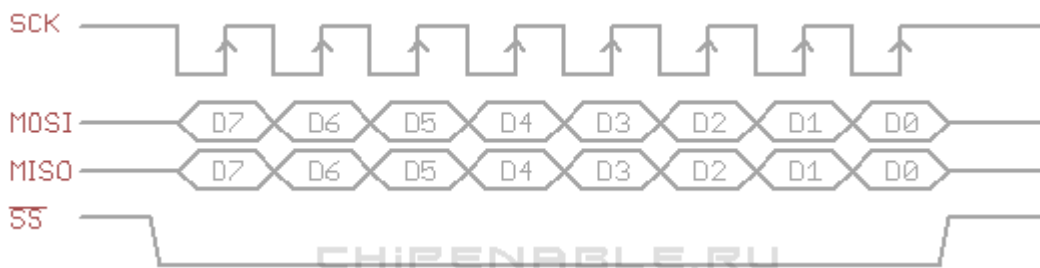 SCK
MOSI D7 D6 D5 D4 D3 D2 D1 D0
MISO D7 D6 D5 D4 D3 D2 D1 D0
SS
CHIPENABLE.RU